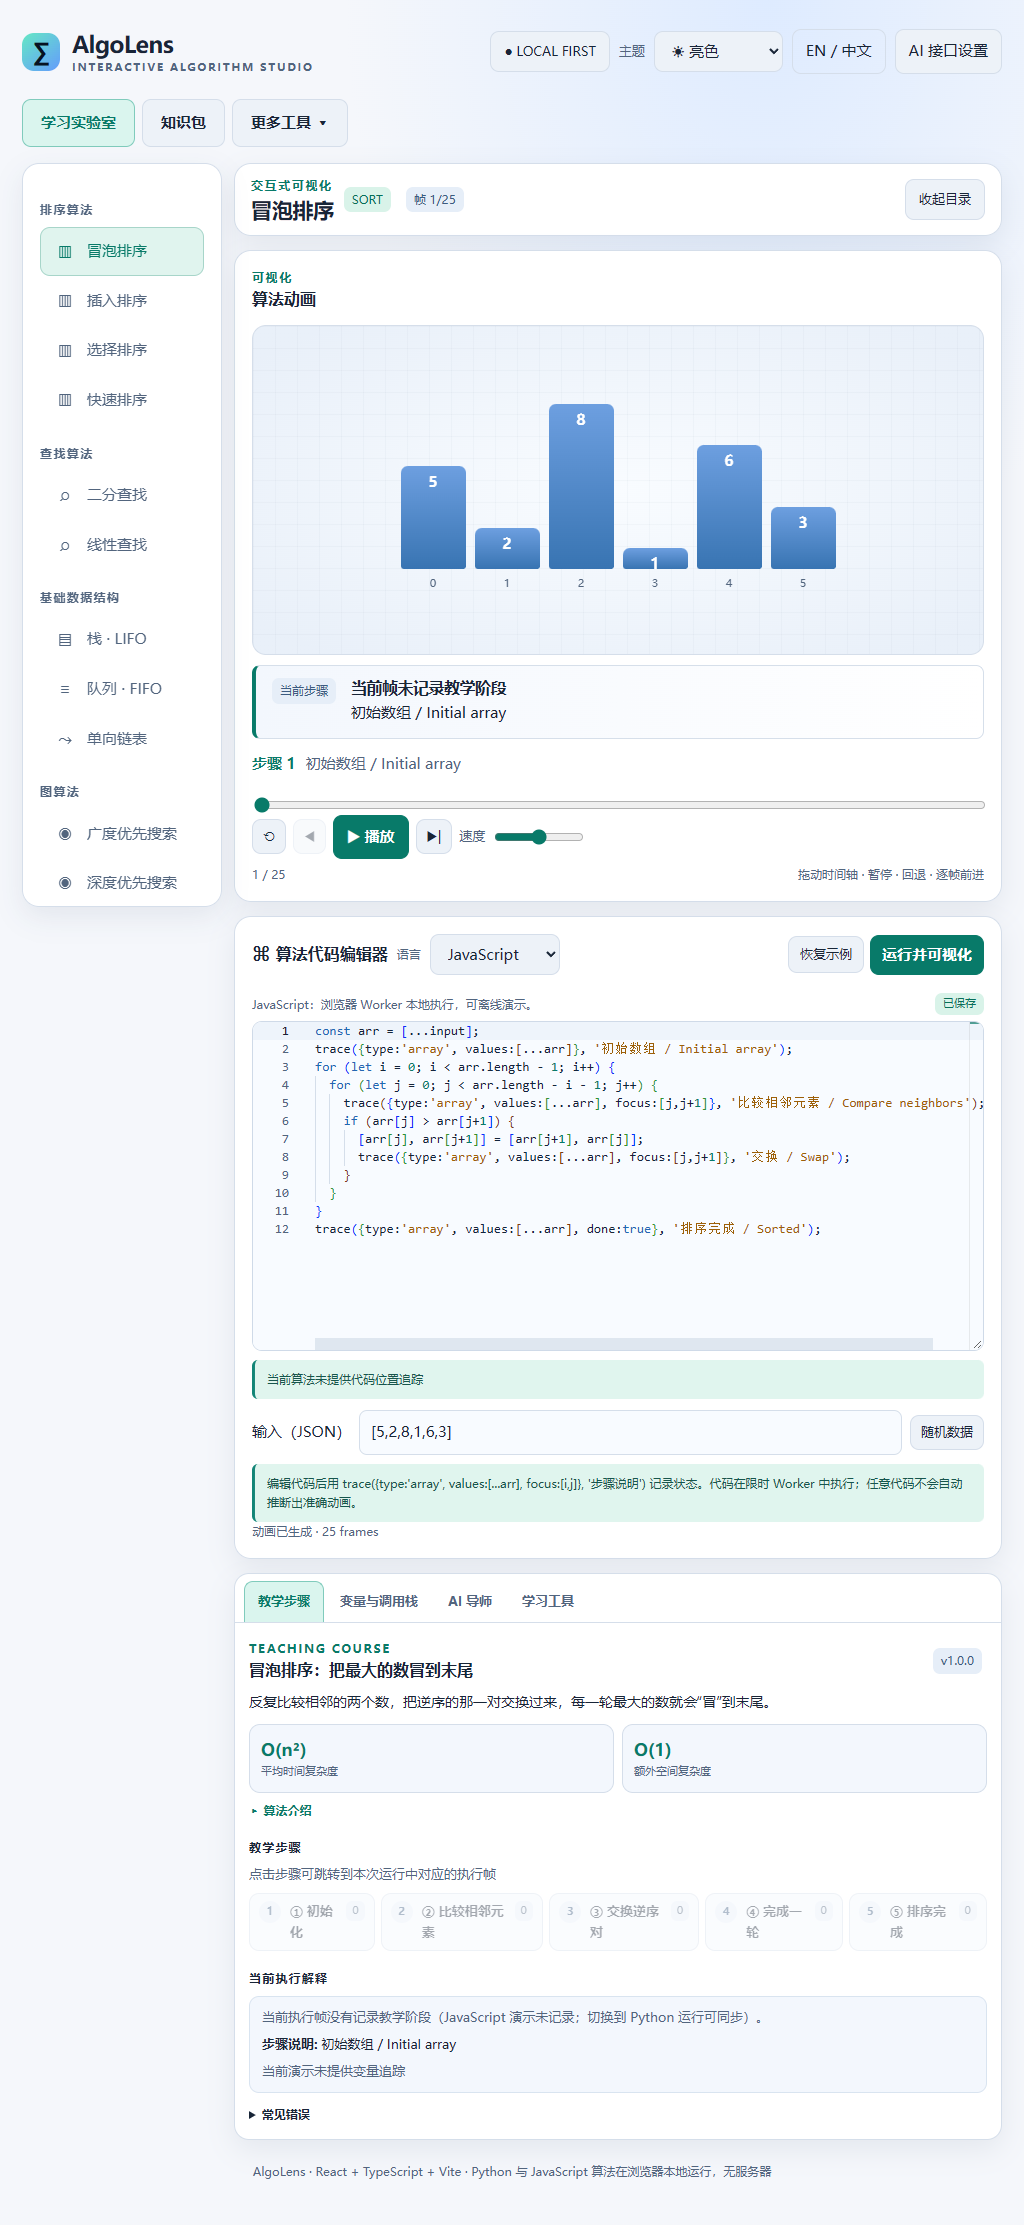 ∑ AlgoLens
INTERACTIVE ALGORITHM STUDIO
● LOCAL FIRST 主题 ☀ 亮色 EN / 中文 AI 接口设置
学习实验室 知识包 更多工具 ▾
排序算法
▥ 冒泡排序
▥ 插入排序
▥ 选择排序
▥ 快速排序
查找算法
⌕ 二分查找
⌕ 线性查找
基础数据结构
▤ 栈 · LIFO
≡ 队列 · FIFO
⤳ 单向链表
图算法
◉ 广度优先搜索
◉ 深度优先搜索
交互式可视化
冒泡排序 SORT 帧 1/25 收起目录
可视化
算法动画
5 2 8 1 6 3
0 1 2 3 4 5
当前步骤 当前帧未记录教学阶段
初始数组 / Initial array
步骤 1 初始数组 / Initial array
⟲ ◀ ▶ 播放 ▶| 速度
1 / 25 拖动时间轴 · 暂停 · 回退 · 逐帧前进
⌘ 算法代码编辑器 语言 JavaScript 恢复示例 运行并可视化
JavaScript：浏览器 Worker 本地执行，可离线演示。 已保存
1 const arr = [...input];
2 trace({type:'array', values:[...arr]}, '初始数组 / Initial array');
3 for (let i = 0; i < arr.length - 1; i++) {
4 for (let j = 0; j < arr.length - i - 1; j++) {
5 trace({type:'array', values:[...arr], focus:[j,j+1]}, '比较相邻元素 / Compare neighbors');
6 if (arr[j] > arr[j+1]) {
7 [arr[j], arr[j+1]] = [arr[j+1], arr[j]];
8 trace({type:'array', values:[...arr], focus:[j,j+1]}, '交换 / Swap');
9 }
10 }
11 }
12 trace({type:'array', values:[...arr], done:true}, '排序完成 / Sorted');
当前算法未提供代码位置追踪
输入（JSON） [5,2,8,1,6,3] 随机数据
编辑代码后用 trace({type:'array', values:[...arr], focus:[i,j]}, '步骤说明') 记录状态。代码在限时 Worker 中执行；任意代码不会自动
推断出准确动画。
动画已生成 · 25 frames
教学步骤 变量与调用栈 AI 导师 学习工具
TEACHING COURSE
冒泡排序：把最大的数冒到末尾 v1.0.0
反复比较相邻的两个数，把逆序的那一对交换过来，每一轮最大的数就会“冒”到末尾。
O(n²) O(1)
平均时间复杂度 额外空间复杂度
▸ 算法介绍
教学步骤
点击步骤可跳转到本次运行中对应的执行帧
1 ① 初始化 0 2 ② 比较相邻元素 0 3 ③ 交换逆序对 0 4 ④ 完成一轮 0 5 ⑤ 排序完成 0
当前执行解释
当前执行帧没有记录教学阶段（JavaScript 演示未记录；切换到 Python 运行可同步）。
步骤说明: 初始数组 / Initial array
当前演示未提供变量追踪
▶ 常见错误
AlgoLens · React + TypeScript + Vite · Python 与 JavaScript 算法在浏览器本地运行，无服务器